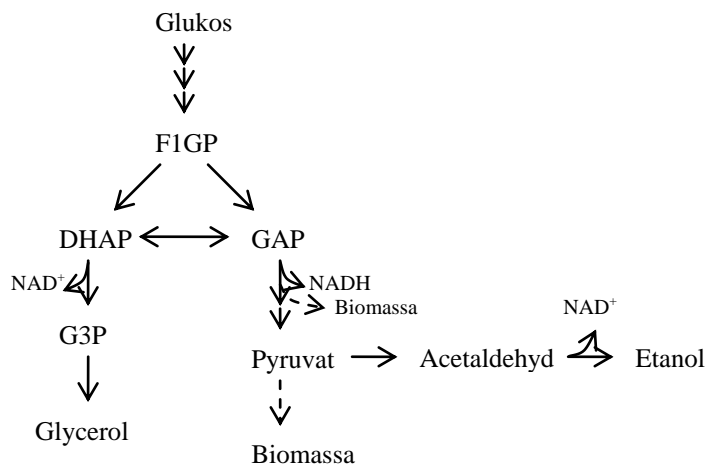 Glukos
F1GP
DHAP
GAP
NAD⁺
NADH
Biomassa
NAD⁺
G3P
Pyruvat
Acetaldehyd
Etanol
Glycerol
Biomassa